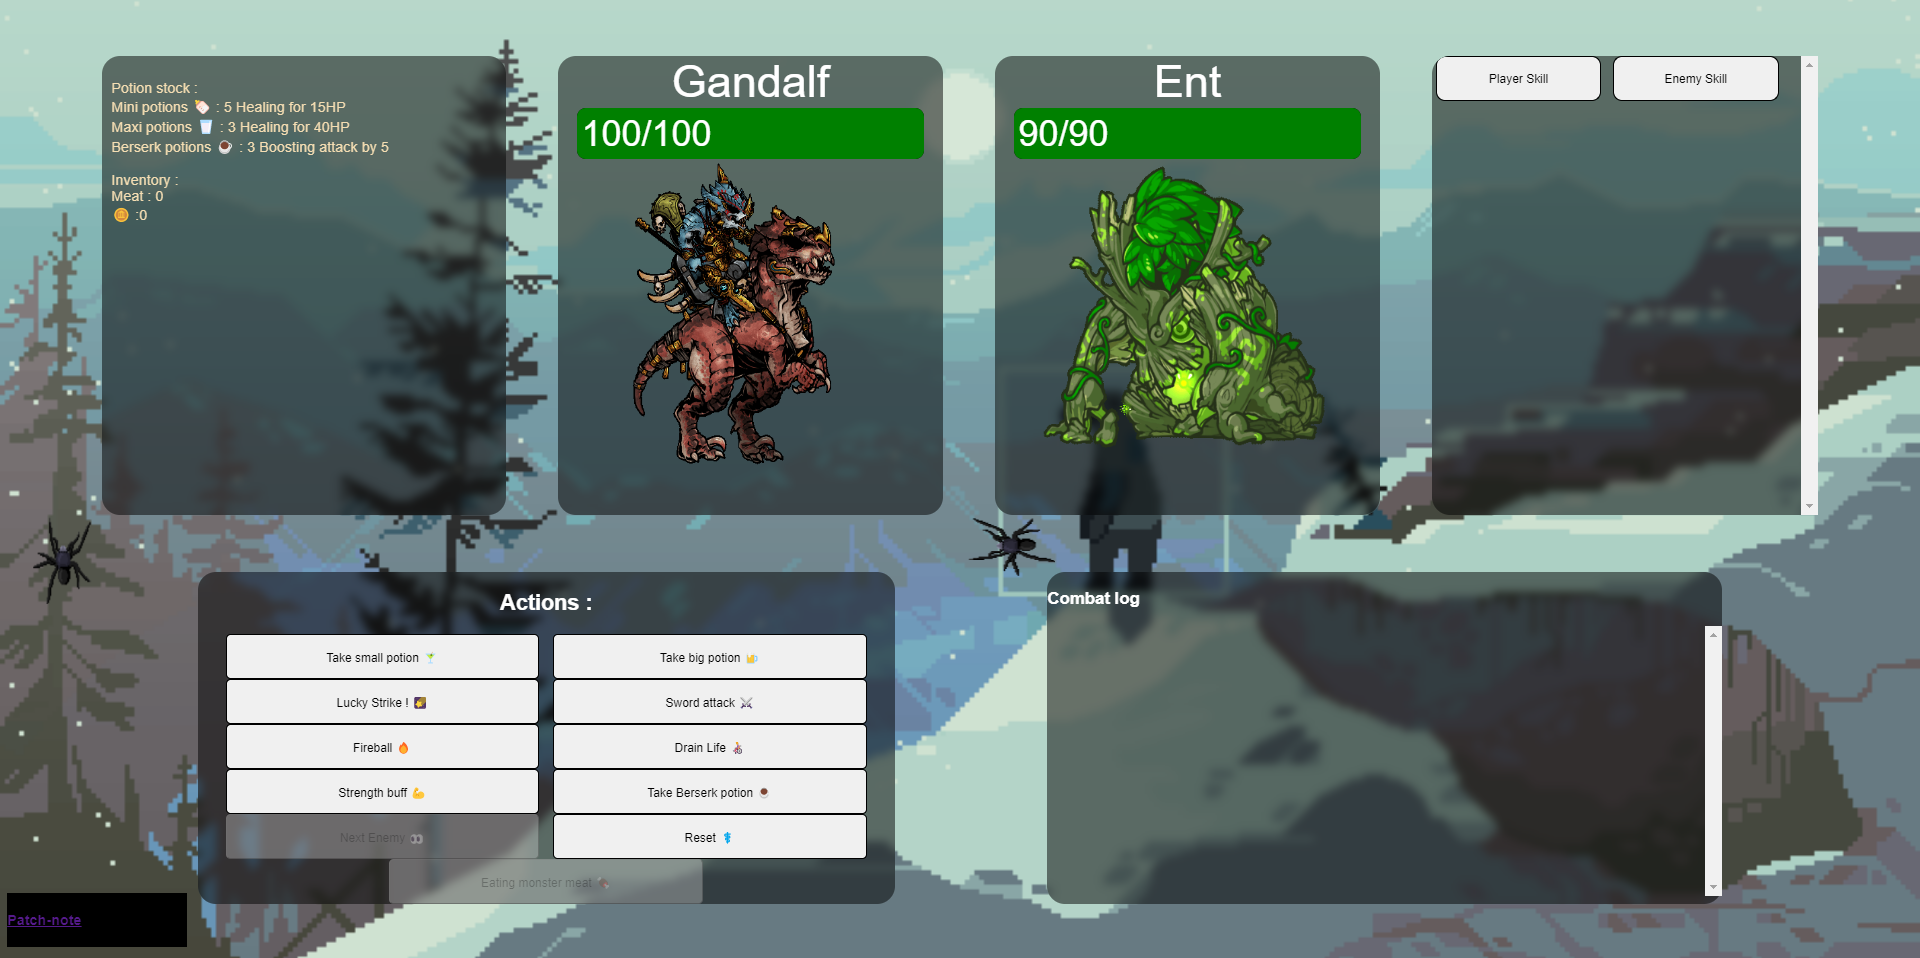 Potion stock :
Mini potions : 5 Healing for 15HP
Maxi potions : 3 Healing for 40HP
Berserk potions : 3 Boosting attack by 5
Inventory :
Meat : 0
:0
Gandalf
100/100
Ent
90/90
Player Skill
Enemy Skill
Actions :
Take small potion
Take big potion
Lucky Strike !
Sword attack
Fireball
Drain Life
Strength buff
Take Berserk potion
Next Enemy
Reset
Eating monster meat
Combat log
Patch-note